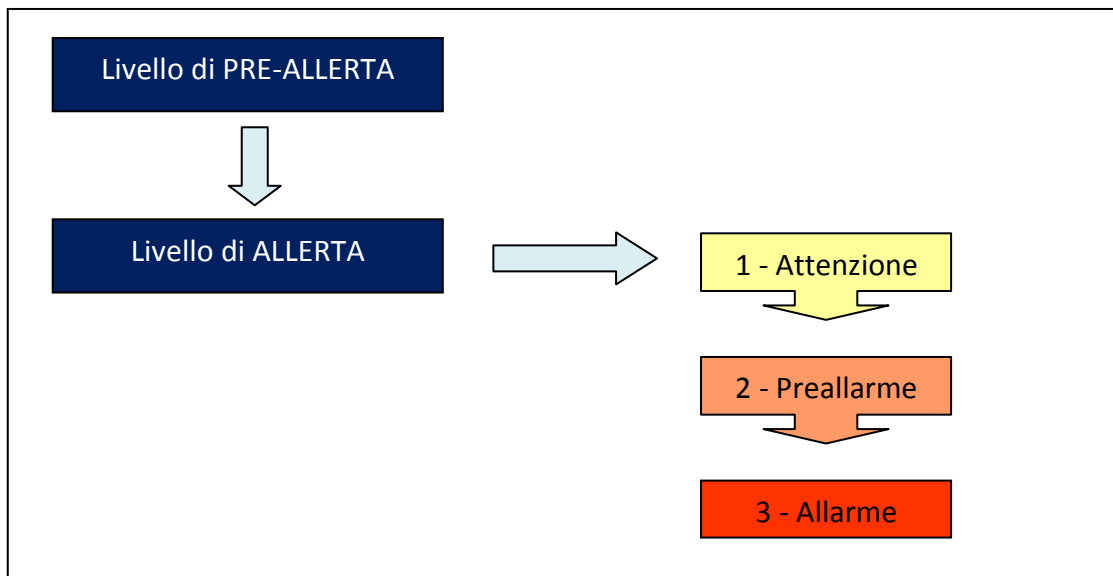 Livello di PRE-ALLERTA
Livello di ALLERTA
1 - Attenzione
2 - Preallarme
3 - Allarme